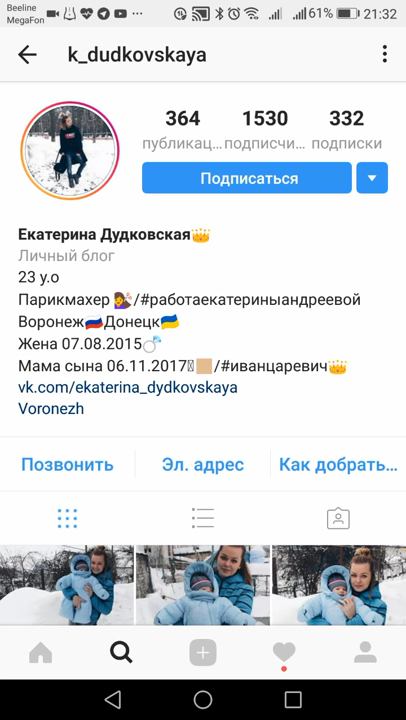 Beeline
MegaFon
61% 21:32
k_dudkovskaya
364 1530 332
публикац... подписчи... подписки
Подписаться
Екатерина Дудковская👑
Личный блог
23 y.o
Парикмахер 💇/#работаекатериныандреевой
Воронеж🇷🇺Донецк🇺🇦
Жена 07.08.2015💍
Мама сына 06.11.2017/#иванцаревич👑
vk.com/ekaterina_dydkovskaya
Voronezh
Позвонить Эл. адрес Как добрать...